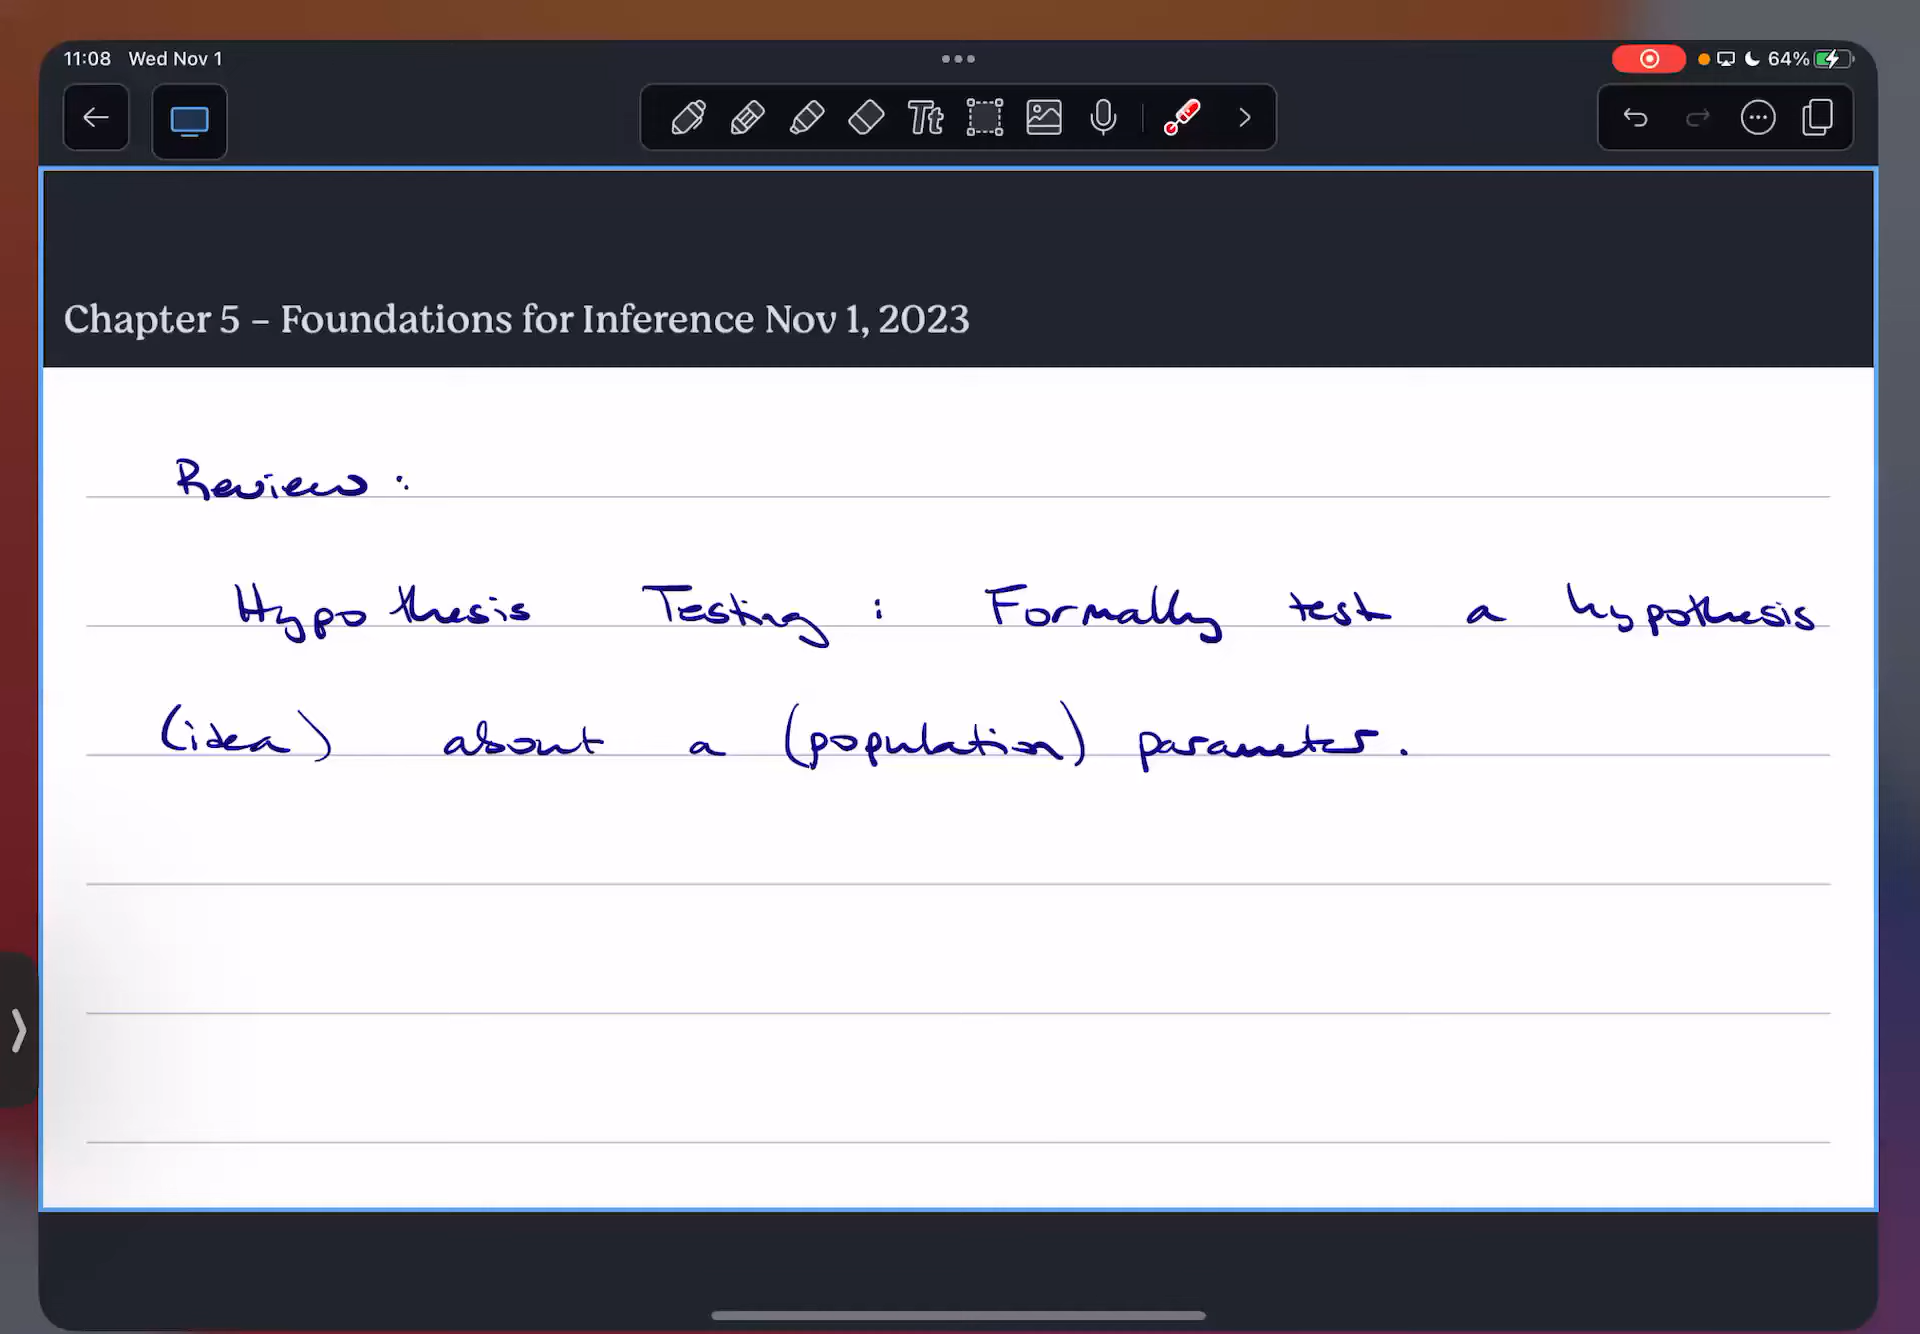 11:08 Wed Nov 1
64%
Tt
Chapter 5 – Foundations for Inference Nov 1, 2023
Review :
Hypothesis Testing : Formally test a hypothesis
(idea) about a (population) parameter.